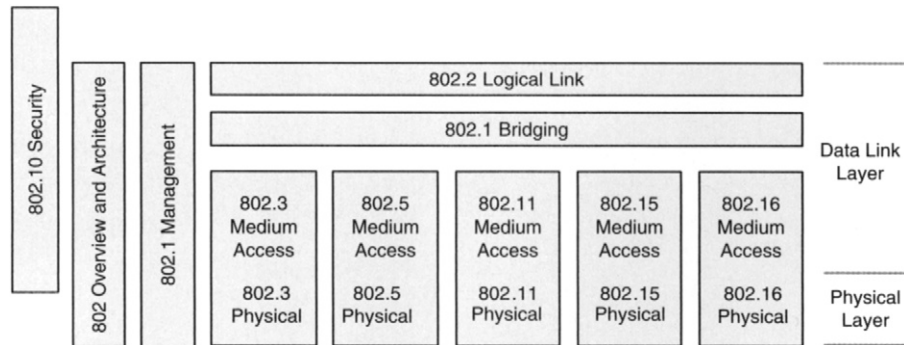 802.10 Security
802 Overview and Architecture
802.1 Management
802.2 Logical Link
802.1 Bridging
802.3
Medium
Access
802.3
Physical
802.5
Medium
Access
802.5
Physical
802.11
Medium
Access
802.11
Physical
802.15
Medium
Access
802.15
Physical
802.16
Medium
Access
802.16
Physical
Data Link
Layer
Physical
Layer